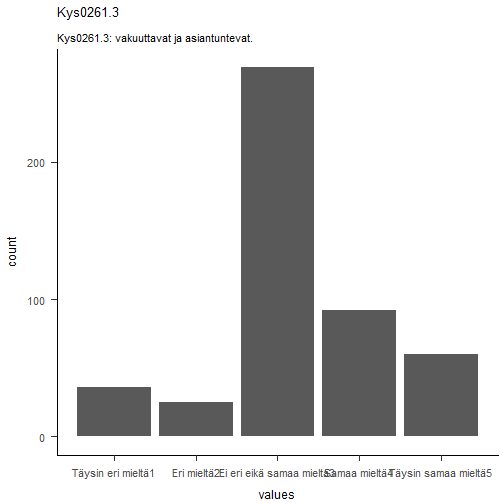 Kys0261.3
Kys0261.3: vakuuttavat ja asiantuntevat.
count
200
100
0
Täysin eri mieltä1 Eri mieltä2 Ei eri eikä samaa mieltä3 Samaa mieltä4 Täysin samaa mieltä5
values